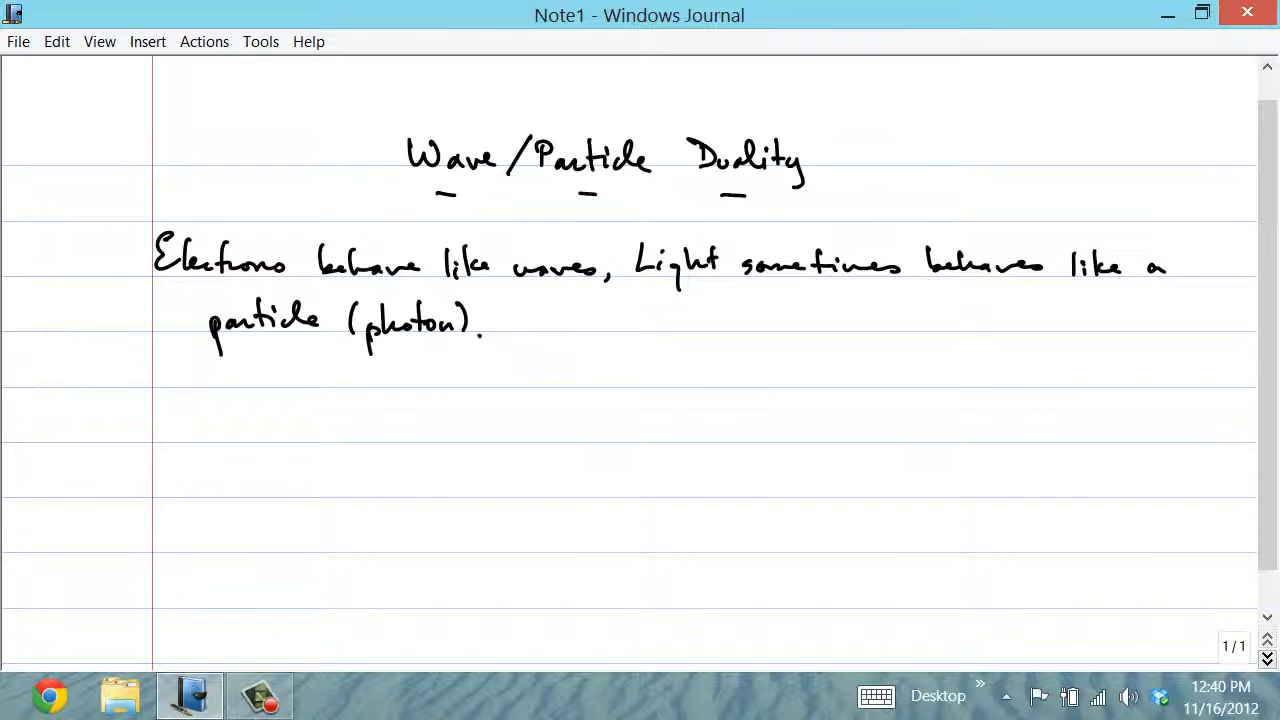 Note1 - Windows Journal
File Edit View Insert Actions Tools Help
Wave/Particle Duality
Electrons behave like waves, Light sometimes behaves like a
particle (photon).
1 / 1
Desktop
12:40 PM
11/16/2012